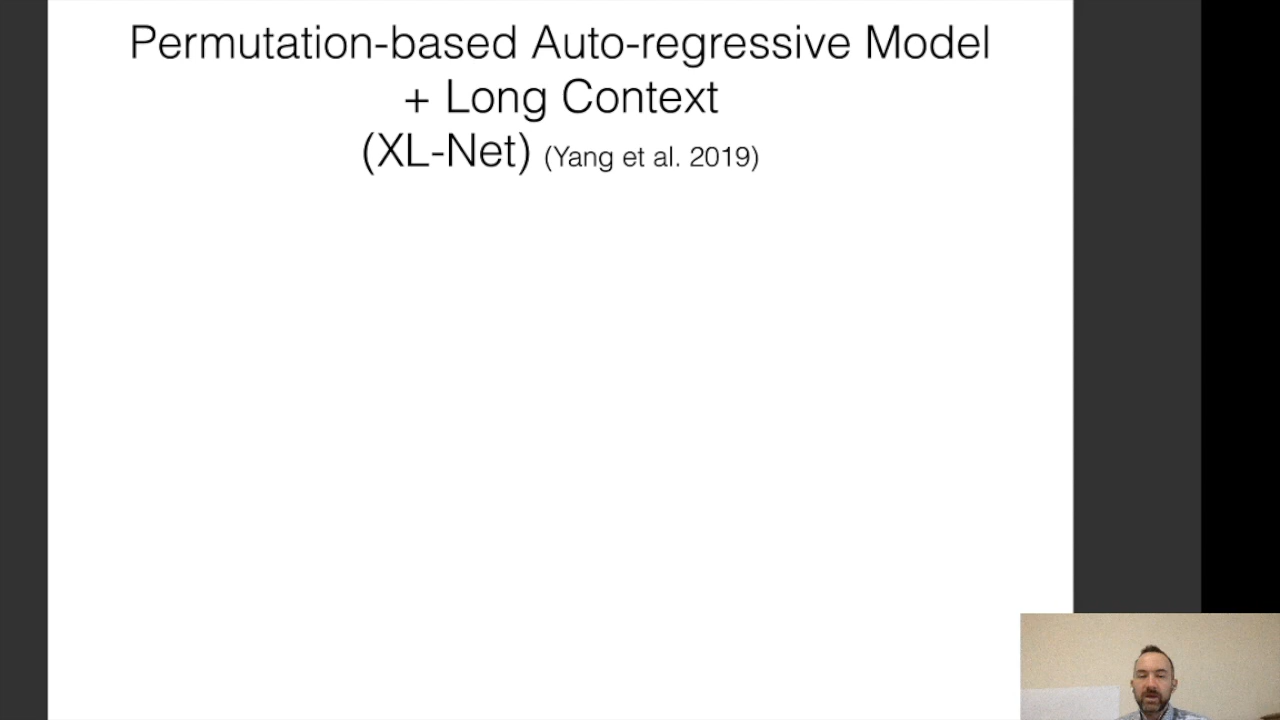 Permutation-based Auto-regressive Model
+ Long Context
(XL-Net) (Yang et al. 2019)